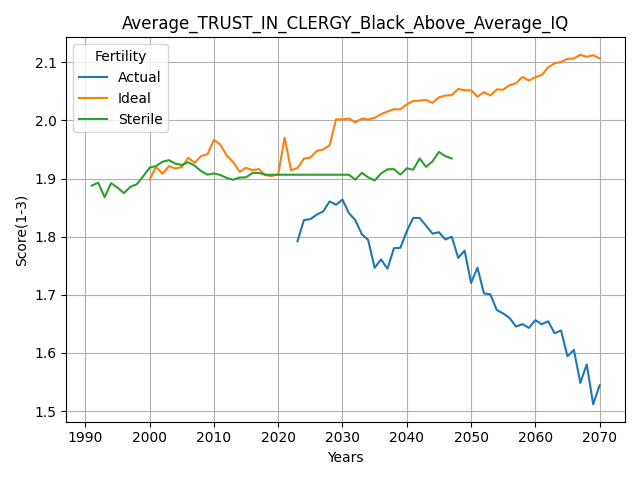 Average_TRUST_IN_CLERGY_Black_Above_Average_IQ
Fertility
Actual
Ideal
Sterile
Score(1-3)
2.1
2.0
1.9
1.8
1.7
1.6
1.5
1990 2000 2010 2020 2030 2040 2050 2060 2070
Years